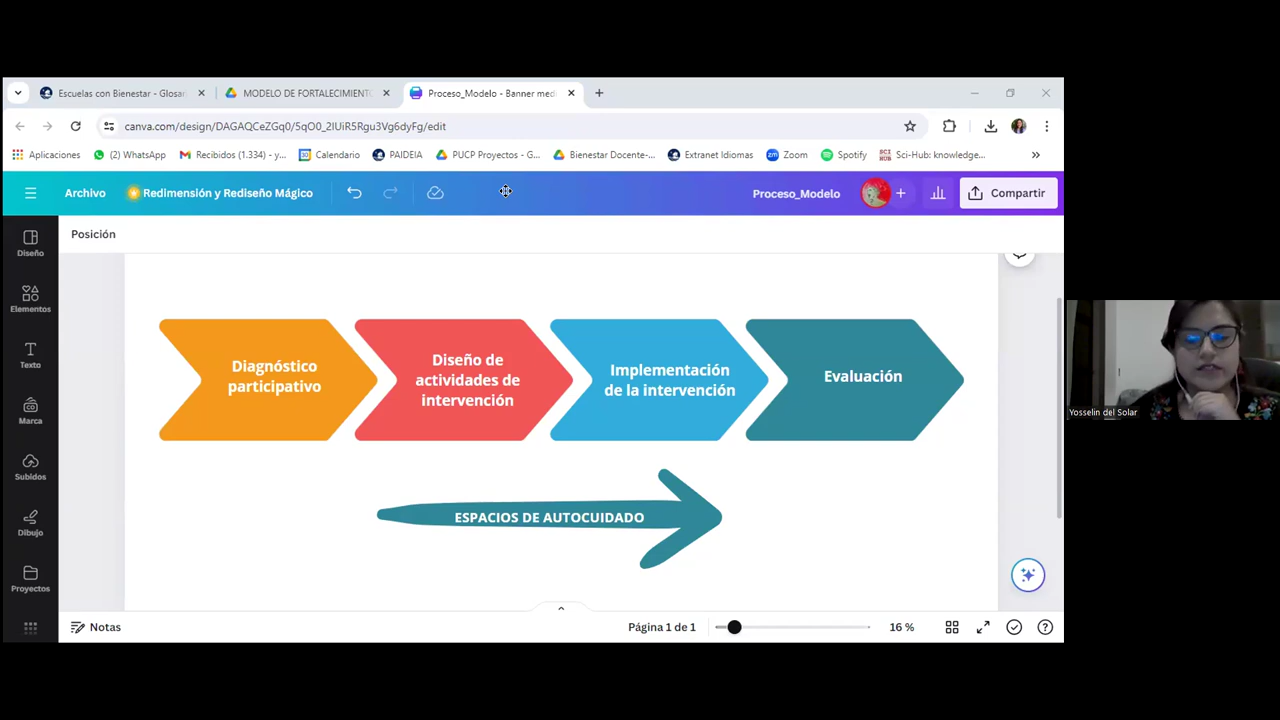 Escuelas con Bienestar - Glosar
MODELO DE FORTALECIMIENTO
Proceso_Modelo - Banner med
canva.com/design/DAGAQCeZGq0/5qO0_2IUiR5Rgu3Vg6dyFg/edit
Aplicaciones
(2) WhatsApp
Recibidos (1.334) - y...
Calendario
PAIDEIA
PUCP Proyectos - G...
Bienestar Docente-...
Extranet Idiomas
Zoom
Spotify
Sci-Hub: knowledge...
Archivo
Redimensión y Rediseño Mágico
Proceso_Modelo
Compartir
Posición
Diseño
Elementos
Texto
Marca
Subidos
Dibujo
Proyectos
Diagnóstico
participativo
Diseño de
actividades de
intervención
Implementación
de la intervención
Evaluación
ESPACIOS DE AUTOCUIDADO
Yosselin del Solar
Notas
Página 1 de 1
16 %